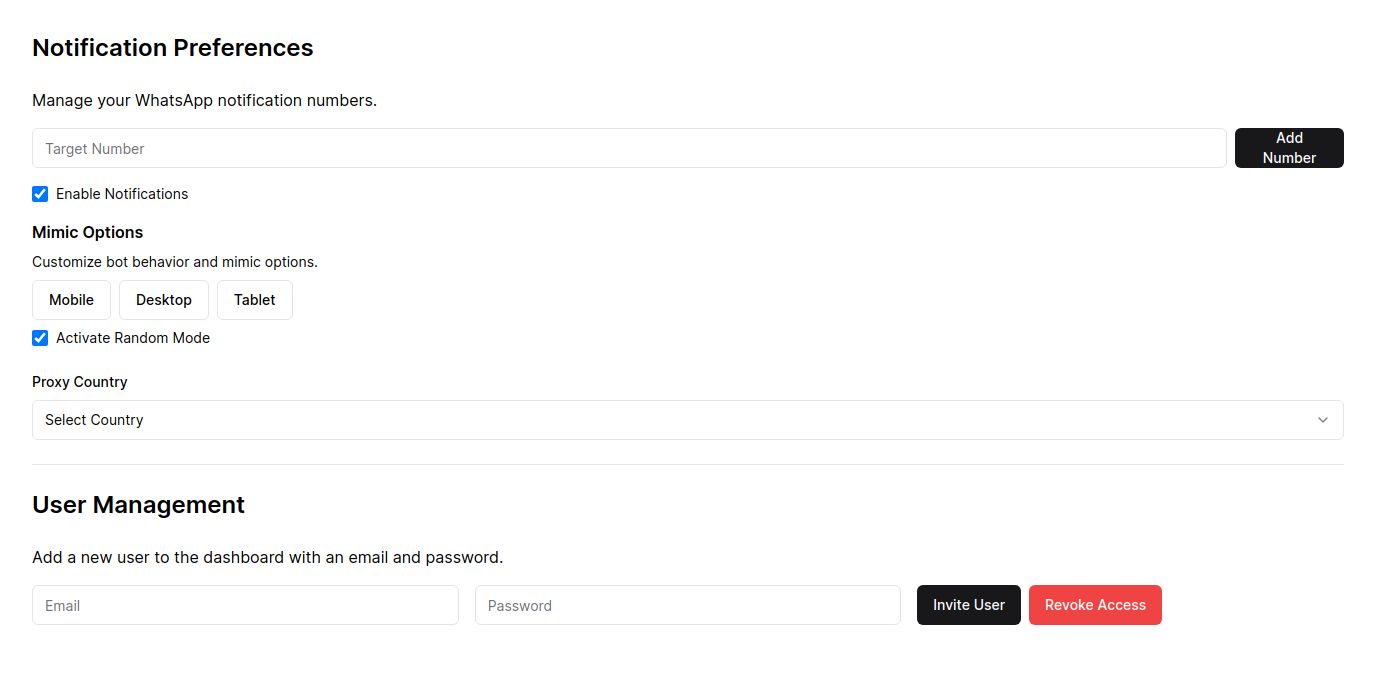 Notification Preferences
Manage your WhatsApp notification numbers.
Target Number
Add
Number
Enable Notifications
Mimic Options
Customize bot behavior and mimic options.
Mobile Desktop Tablet
Activate Random Mode
Proxy Country
Select Country
User Management
Add a new user to the dashboard with an email and password.
Email Password Invite User Revoke Access